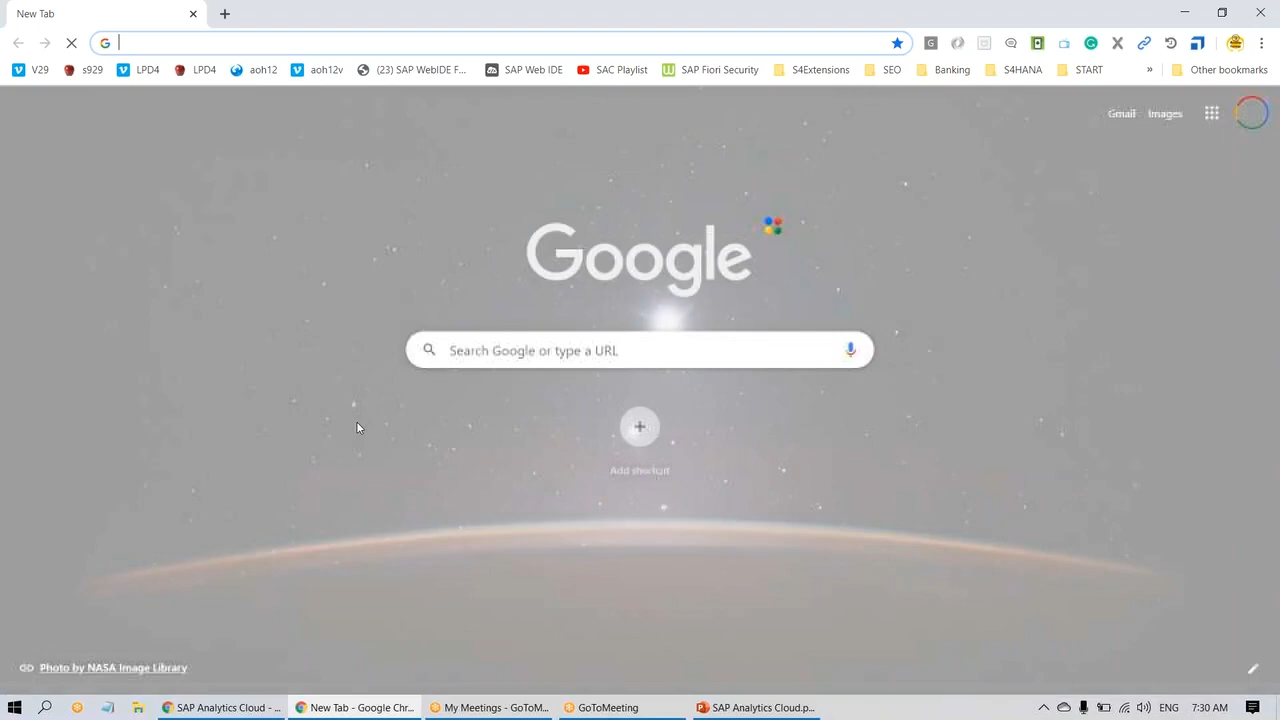 New Tab
V29 s929 LPD4 LPD4 aoh12 aoh12v (23) SAP WebIDE F... SAP Web IDE SAC Playlist SAP Fiori Security S4Extensions SEO Banking S4HANA START » Other bookmarks
Gmail Images
Google
Search Google or type a URL
Add shortcut
Photo by NASA Image Library
SAP Analytics Cloud - ... New Tab - Google Chr... My Meetings - GoToM... GoToMeeting SAP Analytics Cloud.p... ENG 7:30 AM